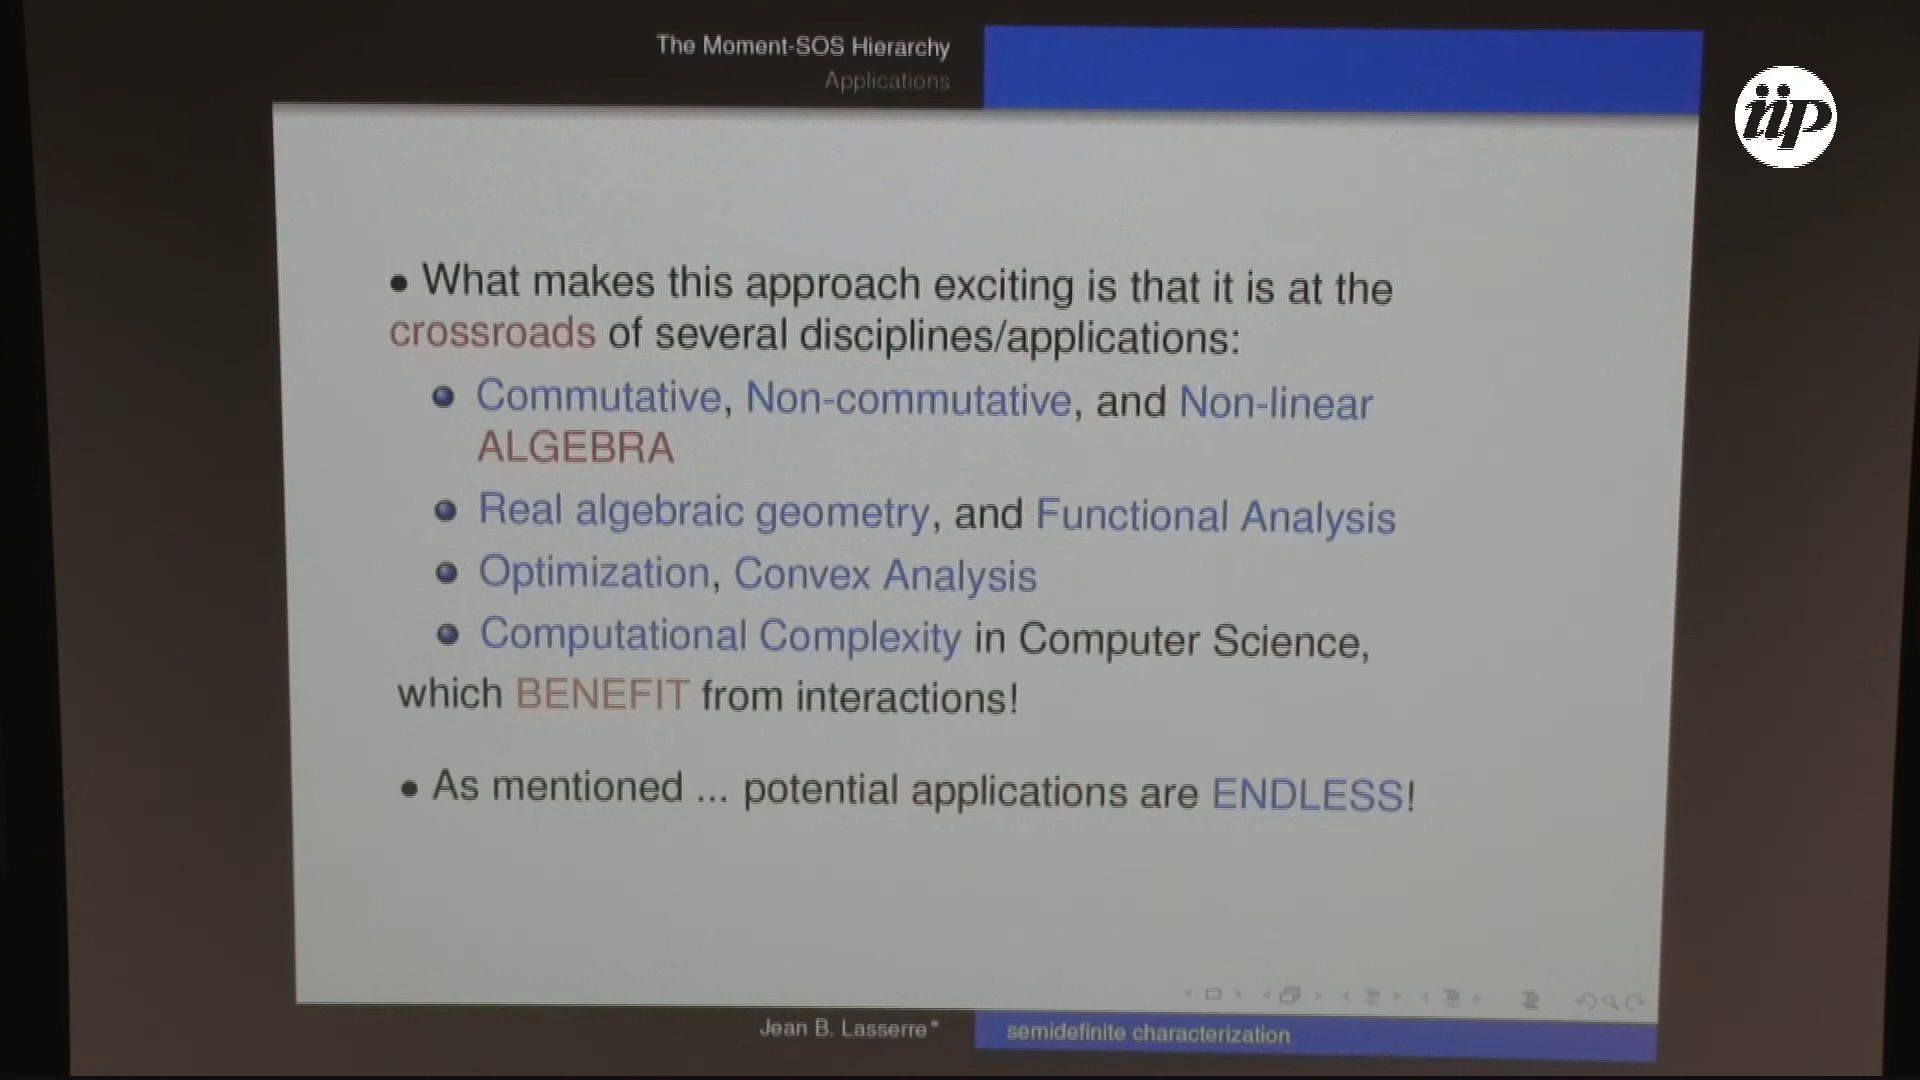 The Moment-SOS Hierarchy
Applications
iip
• What makes this approach exciting is that it is at the
crossroads of several disciplines/applications:
Commutative, Non-commutative, and Non-linear
ALGEBRA
Real algebraic geometry, and Functional Analysis
Optimization, Convex Analysis
Computational Complexity in Computer Science,
which BENEFIT from interactions!
• As mentioned ... potential applications are ENDLESS!
Jean B. Lasserre*
semidefinite characterization